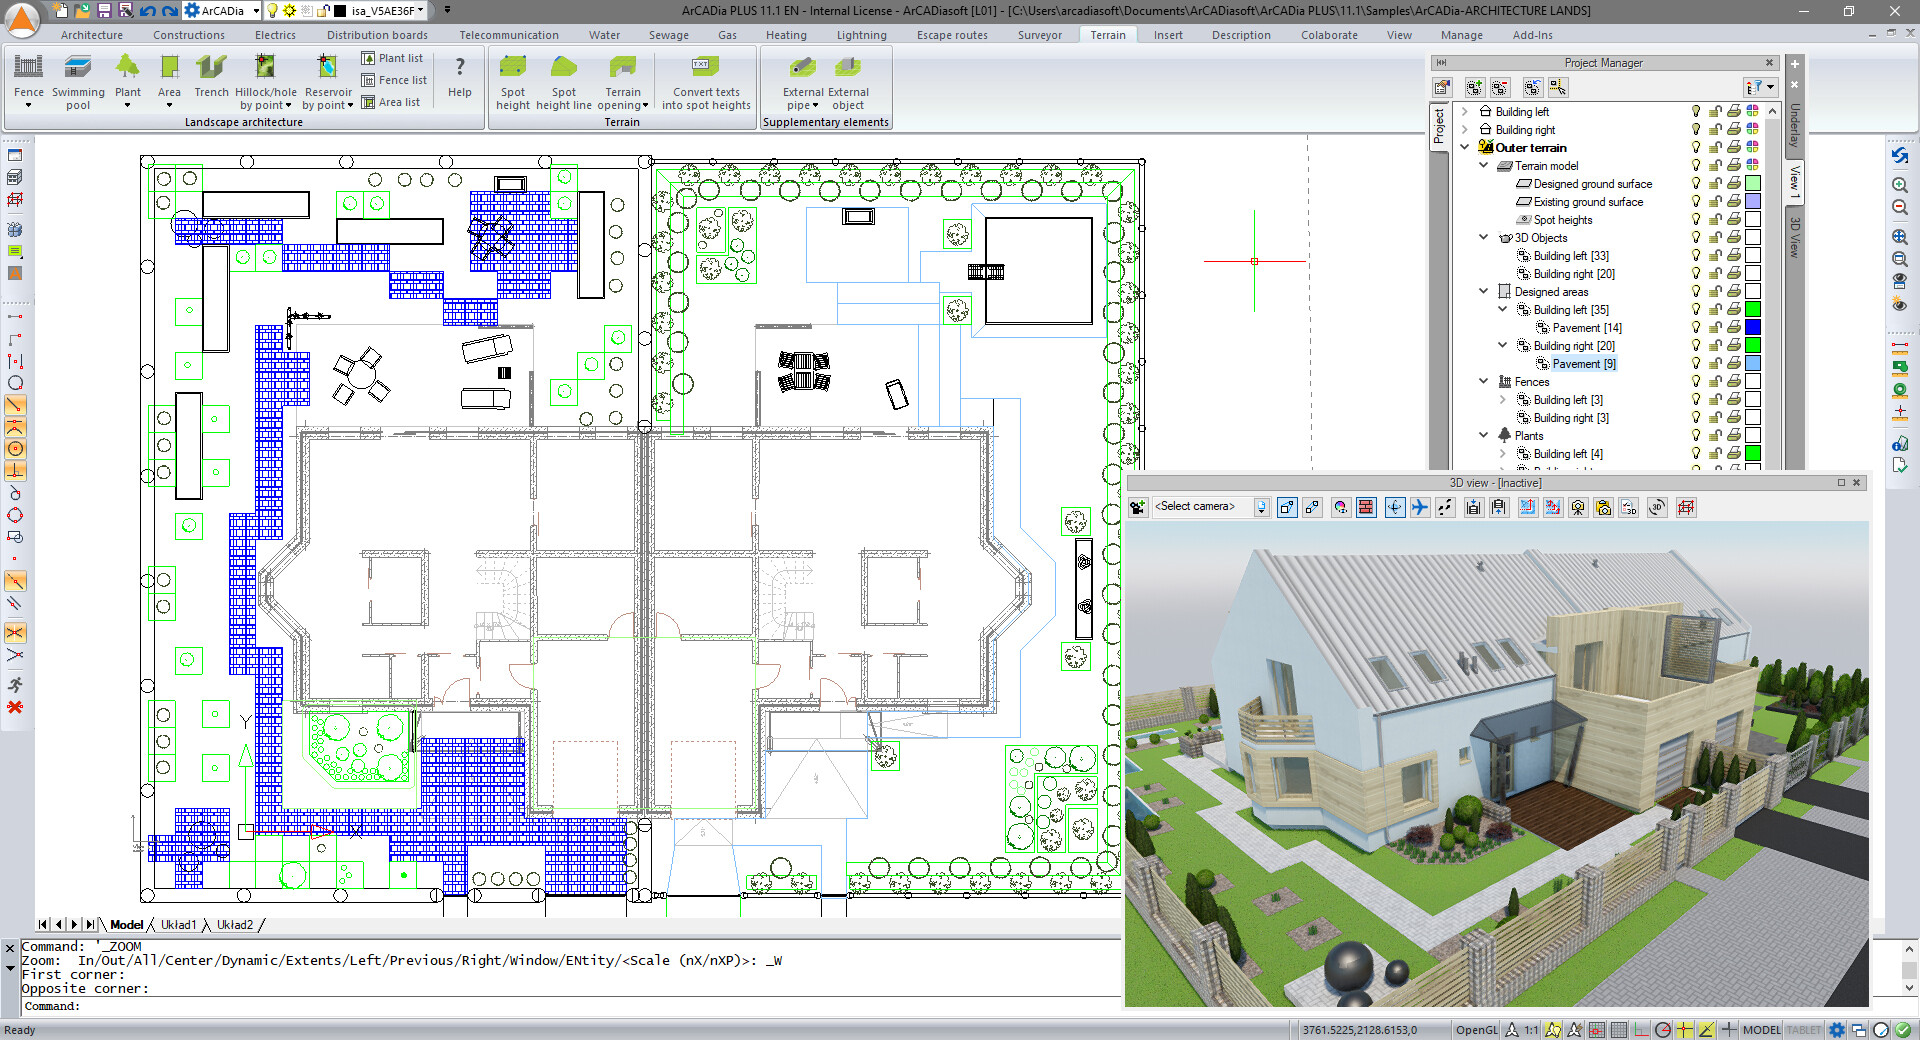 ArCADia
isa_V5AE36F
ArCADia PLUS 11.1 EN - Internal License - ArCADiasoft [L01] - [C:\Users\arcadiasoft\Documents\ArCADiasoft\ArCADia PLUS\11.1\Samples\ArCADia-ARCHITECTURE LANDS]
Architecture Constructions Electrics Distribution boards Telecommunication Water Sewage Gas Heating Lightning Escape routes Surveyor Terrain Insert Description Collaborate View Manage Add-Ins
Fence
Swimming pool
Plant
Area
Trench
Hillock/hole by point
Reservoir by point
Plant list
Fence list
Area list
Help
Landscape architecture
Spot height
Spot height line
Terrain opening
Convert texts into spot heights
Terrain
External pipe
External object
Supplementary elements
Project Manager
Project
Underlay
View 1
3D View
Building left
Building right
Outer terrain
Terrain model
Designed ground surface
Existing ground surface
Spot heights
3D Objects
Building left [33]
Building right [20]
Designed areas
Building left [35]
Pavement [14]
Building right [20]
Pavement [9]
Fences
Building left [3]
Building right [3]
Plants
Building left [4]
3D view - [Inactive]
<Select camera>
Y
X
Model Układ1 Układ2
Command: '_ZOOM
Zoom: In/Out/All/Center/Dynamic/Extents/Left/Previous/Right/Window/ENtity/<Scale (nX/nXP)>: _W
First corner:
Opposite corner:
Command:
Ready
3761.5225,2128.6153,0
OpenGL
1:1
MODEL
TABLET